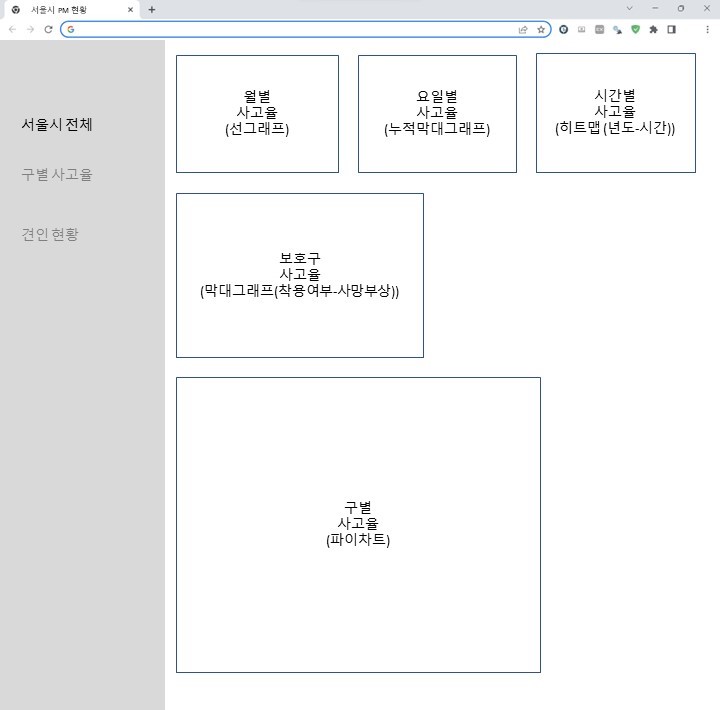 서울시 PM 현황
서울시 전체
구별 사고율
견인 현황
월별
사고율
(선그래프)
요일별
사고율
(누적막대그래프)
시간별
사고율
(히트맵(년도-시간))
보호구
사고율
(막대그래프(착용여부-사망부상))
구별
사고율
(파이차트)